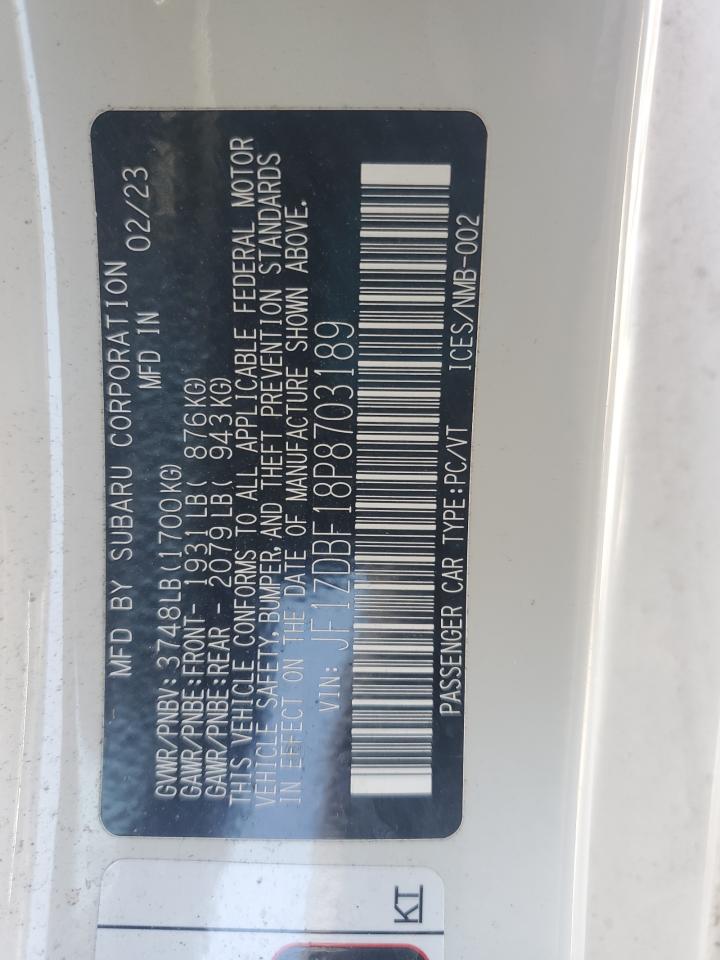 MFD BY SUBARU CORPORATION 02/23
MFD IN
GVWR/PNBV: 3748LB(1700KG)
GAWR/PNBE:FRONT- 1931LB( 876KG)
GAWR/PNBE:REAR - 2079LB( 943KG)
THIS VEHICLE CONFORMS TO ALL APPLICABLE FEDERAL MOTOR
VEHICLE SAFETY, BUMPER, AND THEFT PREVENTION STANDARDS
IN EFFECT ON THE DATE OF MANUFACTURE SHOWN ABOVE.
VIN: JF1ZDBF18P8703189
PASSENGER CAR TYPE:PC/VT ICES/NMB-002